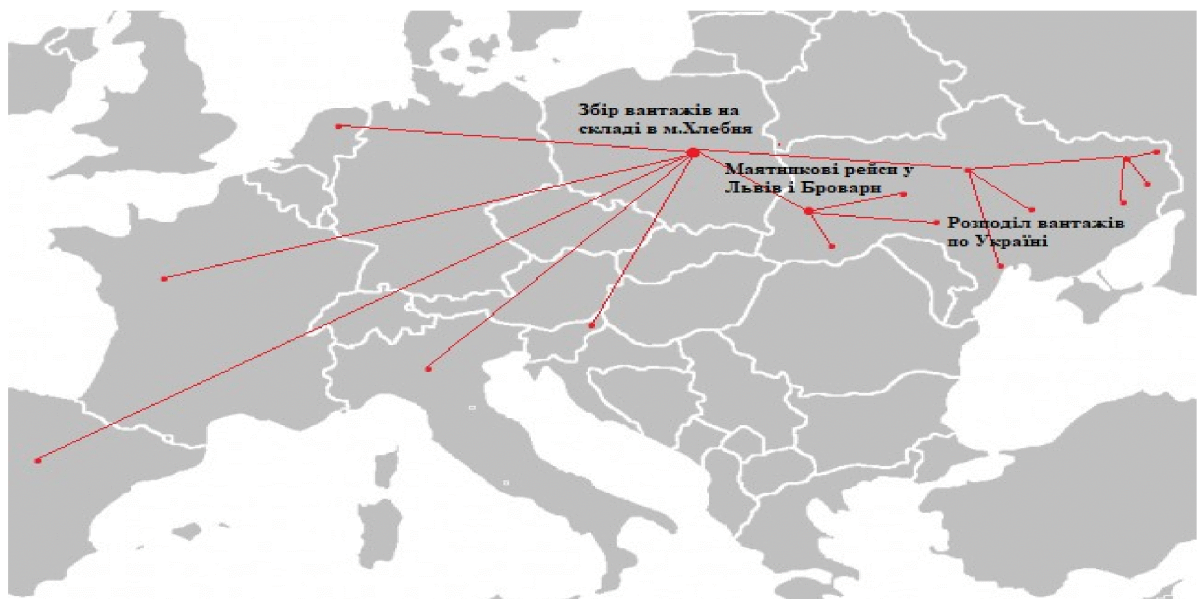 Збір вантажів на
складі в м.Хлебня
Маятникові рейси у
Львів і Бровари
Розподіл вантажів
по Україні